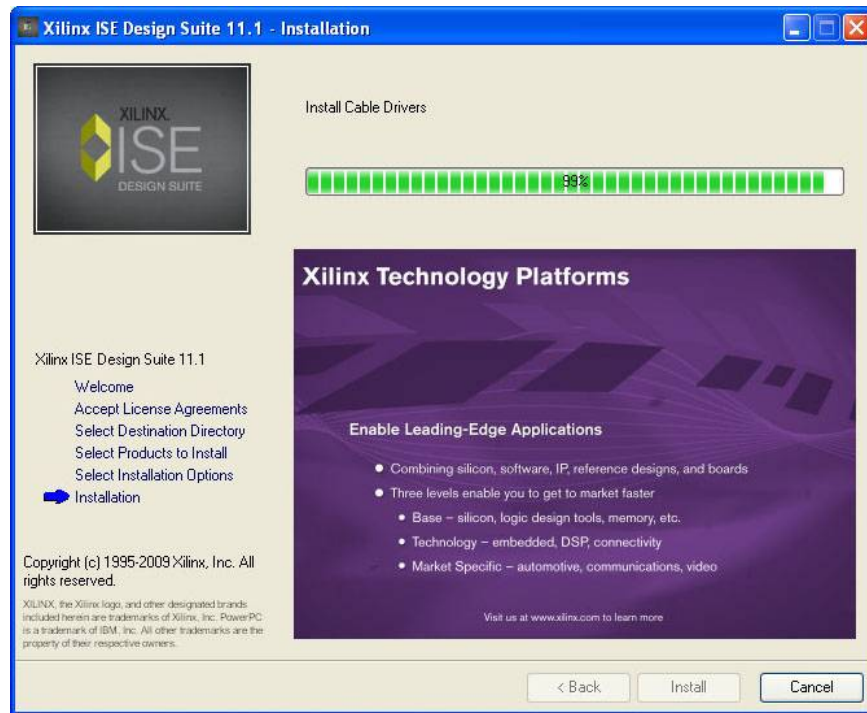 Xilinx ISE Design Suite 11.1 - Installation
XILINX.
ISE
DESIGN SUITE
Install Cable Drivers
99%
Xilinx Technology Platforms
Enable Leading-Edge Applications
• Combining silicon, software, IP, reference designs, and boards
• Three levels enable you to get to market faster
• Base – silicon, logic design tools, memory, etc.
• Technology – embedded, DSP, connectivity
• Market Specific – automotive, communications, video
Visit us at www.xilinx.com to learn more
Xilinx ISE Design Suite 11.1
Welcome
Accept License Agreements
Select Destination Directory
Select Products to Install
Select Installation Options
Installation
Copyright (c) 1995-2009 Xilinx, Inc. All
rights reserved.
XILINX, the Xilinx logo, and other designated brands
included herein are trademarks of Xilinx, Inc. PowerPC
is a trademark of IBM, Inc. All other trademarks are the
property of their respective owners.
< Back
Install
Cancel